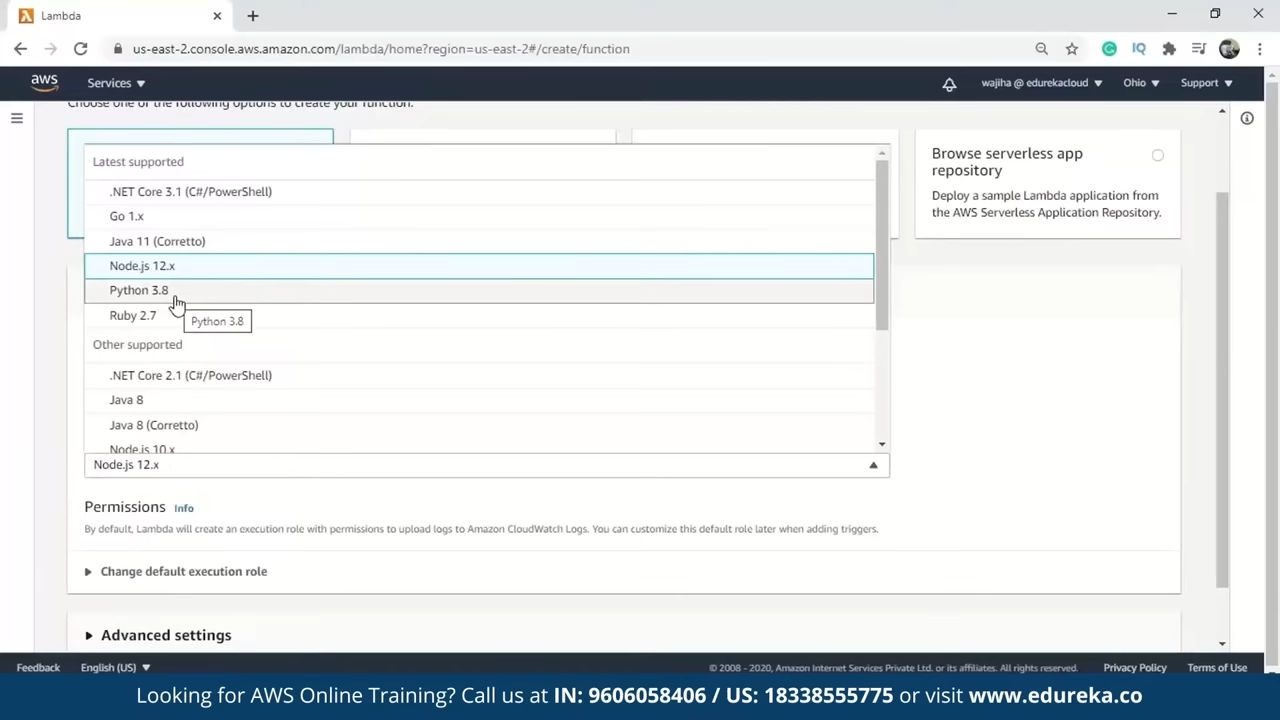 Lambda
us-east-2.console.aws.amazon.com/lambda/home?region=us-east-2#/create/function
IQ
aws
Services
wajiha @ edurekacloud
Ohio
Support
Choose one of the following options to create your function.
Latest supported
.NET Core 3.1 (C#/PowerShell)
Go 1.x
Java 11 (Corretto)
Node.js 12.x
Python 3.8
Python 3.8
Ruby 2.7
Other supported
.NET Core 2.1 (C#/PowerShell)
Java 8
Java 8 (Corretto)
Node.js 10.x
Node.js 12.x
Browse serverless app
repository
Deploy a sample Lambda application from
the AWS Serverless Application Repository.
Permissions Info
By default, Lambda will create an execution role with permissions to upload logs to Amazon CloudWatch Logs. You can customize this default role later when adding triggers.
Change default execution role
Advanced settings
Feedback
English (US)
© 2008 - 2020, Amazon Internet Services Private Ltd. or its affiliates. All rights reserved.
Privacy Policy
Terms of Use
Looking for AWS Online Training? Call us at IN: 9606058406 / US: 18338555775 or visit www.edureka.co